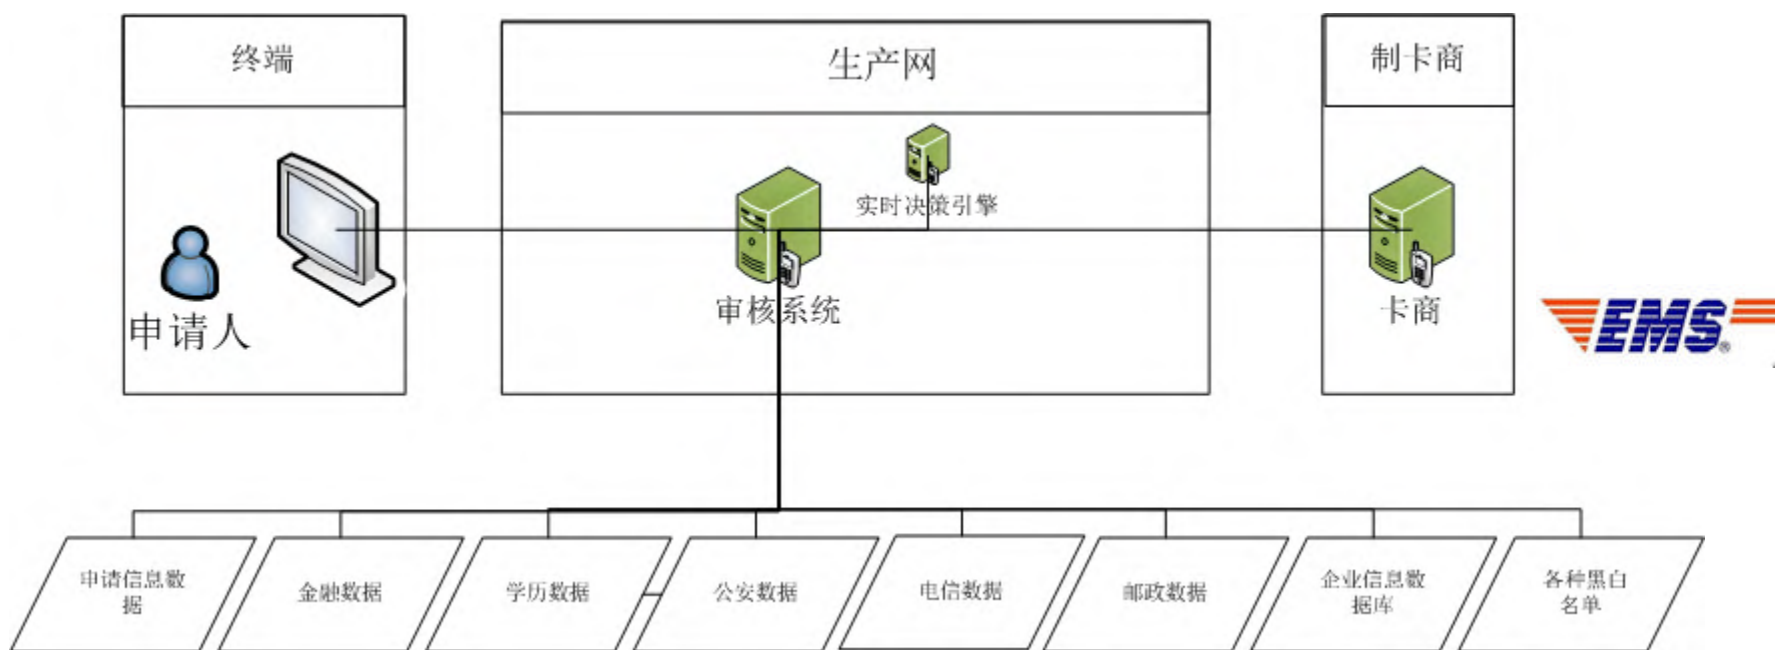 终端
生产网
制卡商
实时决策引擎
申请人
审核系统
卡商
EMS®
申请信息数
据
金融数据
学历数据
公安数据
电信数据
邮政数据
企业信息数
据库
各种黑白
名单